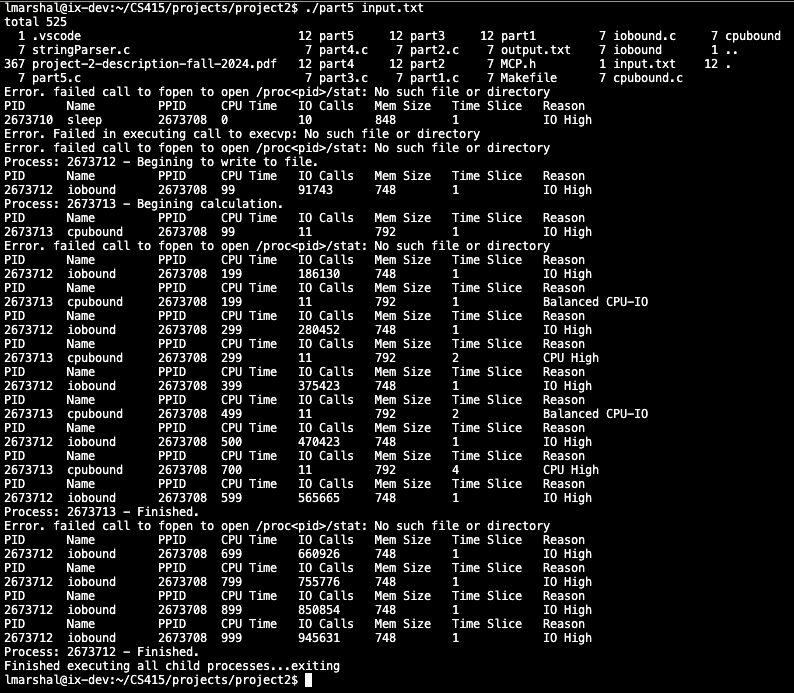 lmarshal@ix-dev:~/CS415/projects/project2$ ./part5 input.txt
total 525
1 .vscode 12 part5 12 part3 12 part1 7 iobound.c 7 cpubound
7 stringParser.c 7 part4.c 7 part2.c 7 output.txt 7 iobound 1 ..
367 project-2-description-fall-2024.pdf 12 part4 12 part2 7 MCP.h 1 input.txt 12 .
7 part5.c 7 part3.c 7 part1.c 7 Makefile 7 cpubound.c
Error. failed call to fopen to open /proc<pid>/stat: No such file or directory
PID Name PPID CPU Time IO Calls Mem Size Time Slice Reason
2673710 sleep 2673708 0 10 848 1 IO High
Error. Failed in executing call to execvp: No such file or directory
Error. failed call to fopen to open /proc<pid>/stat: No such file or directory
Process: 2673712 - Begining to write to file.
PID Name PPID CPU Time IO Calls Mem Size Time Slice Reason
2673712 iobound 2673708 99 91743 748 1 IO High
Process: 2673713 - Begining calculation.
PID Name PPID CPU Time IO Calls Mem Size Time Slice Reason
2673713 cpubound 2673708 99 11 792 1 IO High
Error. failed call to fopen to open /proc<pid>/stat: No such file or directory
PID Name PPID CPU Time IO Calls Mem Size Time Slice Reason
2673712 iobound 2673708 199 186130 748 1 IO High
PID Name PPID CPU Time IO Calls Mem Size Time Slice Reason
2673713 cpubound 2673708 199 11 792 1 Balanced CPU-IO
PID Name PPID CPU Time IO Calls Mem Size Time Slice Reason
2673712 iobound 2673708 299 280452 748 1 IO High
PID Name PPID CPU Time IO Calls Mem Size Time Slice Reason
2673713 cpubound 2673708 299 11 792 2 CPU High
PID Name PPID CPU Time IO Calls Mem Size Time Slice Reason
2673712 iobound 2673708 399 375423 748 1 IO High
PID Name PPID CPU Time IO Calls Mem Size Time Slice Reason
2673713 cpubound 2673708 499 11 792 2 Balanced CPU-IO
PID Name PPID CPU Time IO Calls Mem Size Time Slice Reason
2673712 iobound 2673708 500 470423 748 1 IO High
PID Name PPID CPU Time IO Calls Mem Size Time Slice Reason
2673713 cpubound 2673708 700 11 792 4 CPU High
PID Name PPID CPU Time IO Calls Mem Size Time Slice Reason
2673712 iobound 2673708 599 565665 748 1 IO High
Process: 2673713 - Finished.
Error. failed call to fopen to open /proc<pid>/stat: No such file or directory
PID Name PPID CPU Time IO Calls Mem Size Time Slice Reason
2673712 iobound 2673708 699 660926 748 1 IO High
PID Name PPID CPU Time IO Calls Mem Size Time Slice Reason
2673712 iobound 2673708 799 755776 748 1 IO High
PID Name PPID CPU Time IO Calls Mem Size Time Slice Reason
2673712 iobound 2673708 899 850854 748 1 IO High
PID Name PPID CPU Time IO Calls Mem Size Time Slice Reason
2673712 iobound 2673708 999 945631 748 1 IO High
Process: 2673712 - Finished.
Finished executing all child processes...exiting
lmarshal@ix-dev:~/CS415/projects/project2$